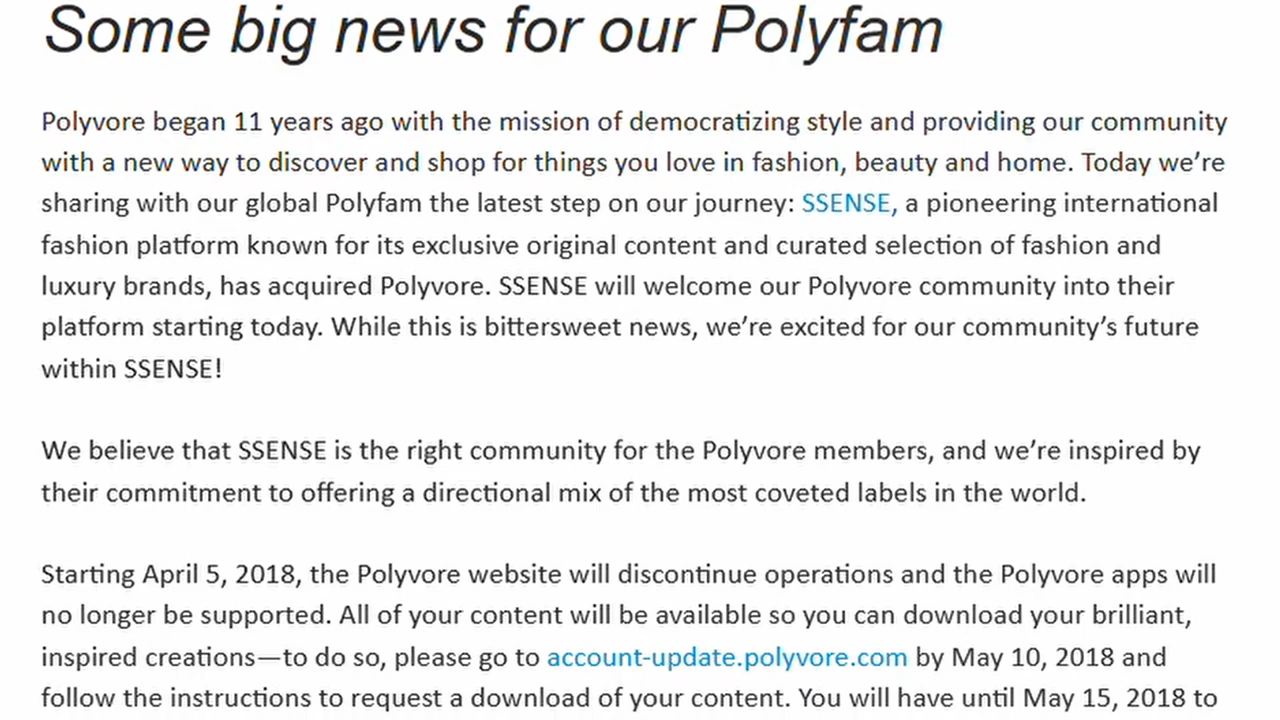 Some big news for our Polyfam
Polyvore began 11 years ago with the mission of democratizing style and providing our community
with a new way to discover and shop for things you love in fashion, beauty and home. Today we’re
sharing with our global Polyfam the latest step on our journey: SSENSE, a pioneering international
fashion platform known for its exclusive original content and curated selection of fashion and
luxury brands, has acquired Polyvore. SSENSE will welcome our Polyvore community into their
platform starting today. While this is bittersweet news, we’re excited for our community’s future
within SSENSE!
We believe that SSENSE is the right community for the Polyvore members, and we’re inspired by
their commitment to offering a directional mix of the most coveted labels in the world.
Starting April 5, 2018, the Polyvore website will discontinue operations and the Polyvore apps will
no longer be supported. All of your content will be available so you can download your brilliant,
inspired creations—to do so, please go to account-update.polyvore.com by May 10, 2018 and
follow the instructions to request a download of your content. You will have until May 15, 2018 to